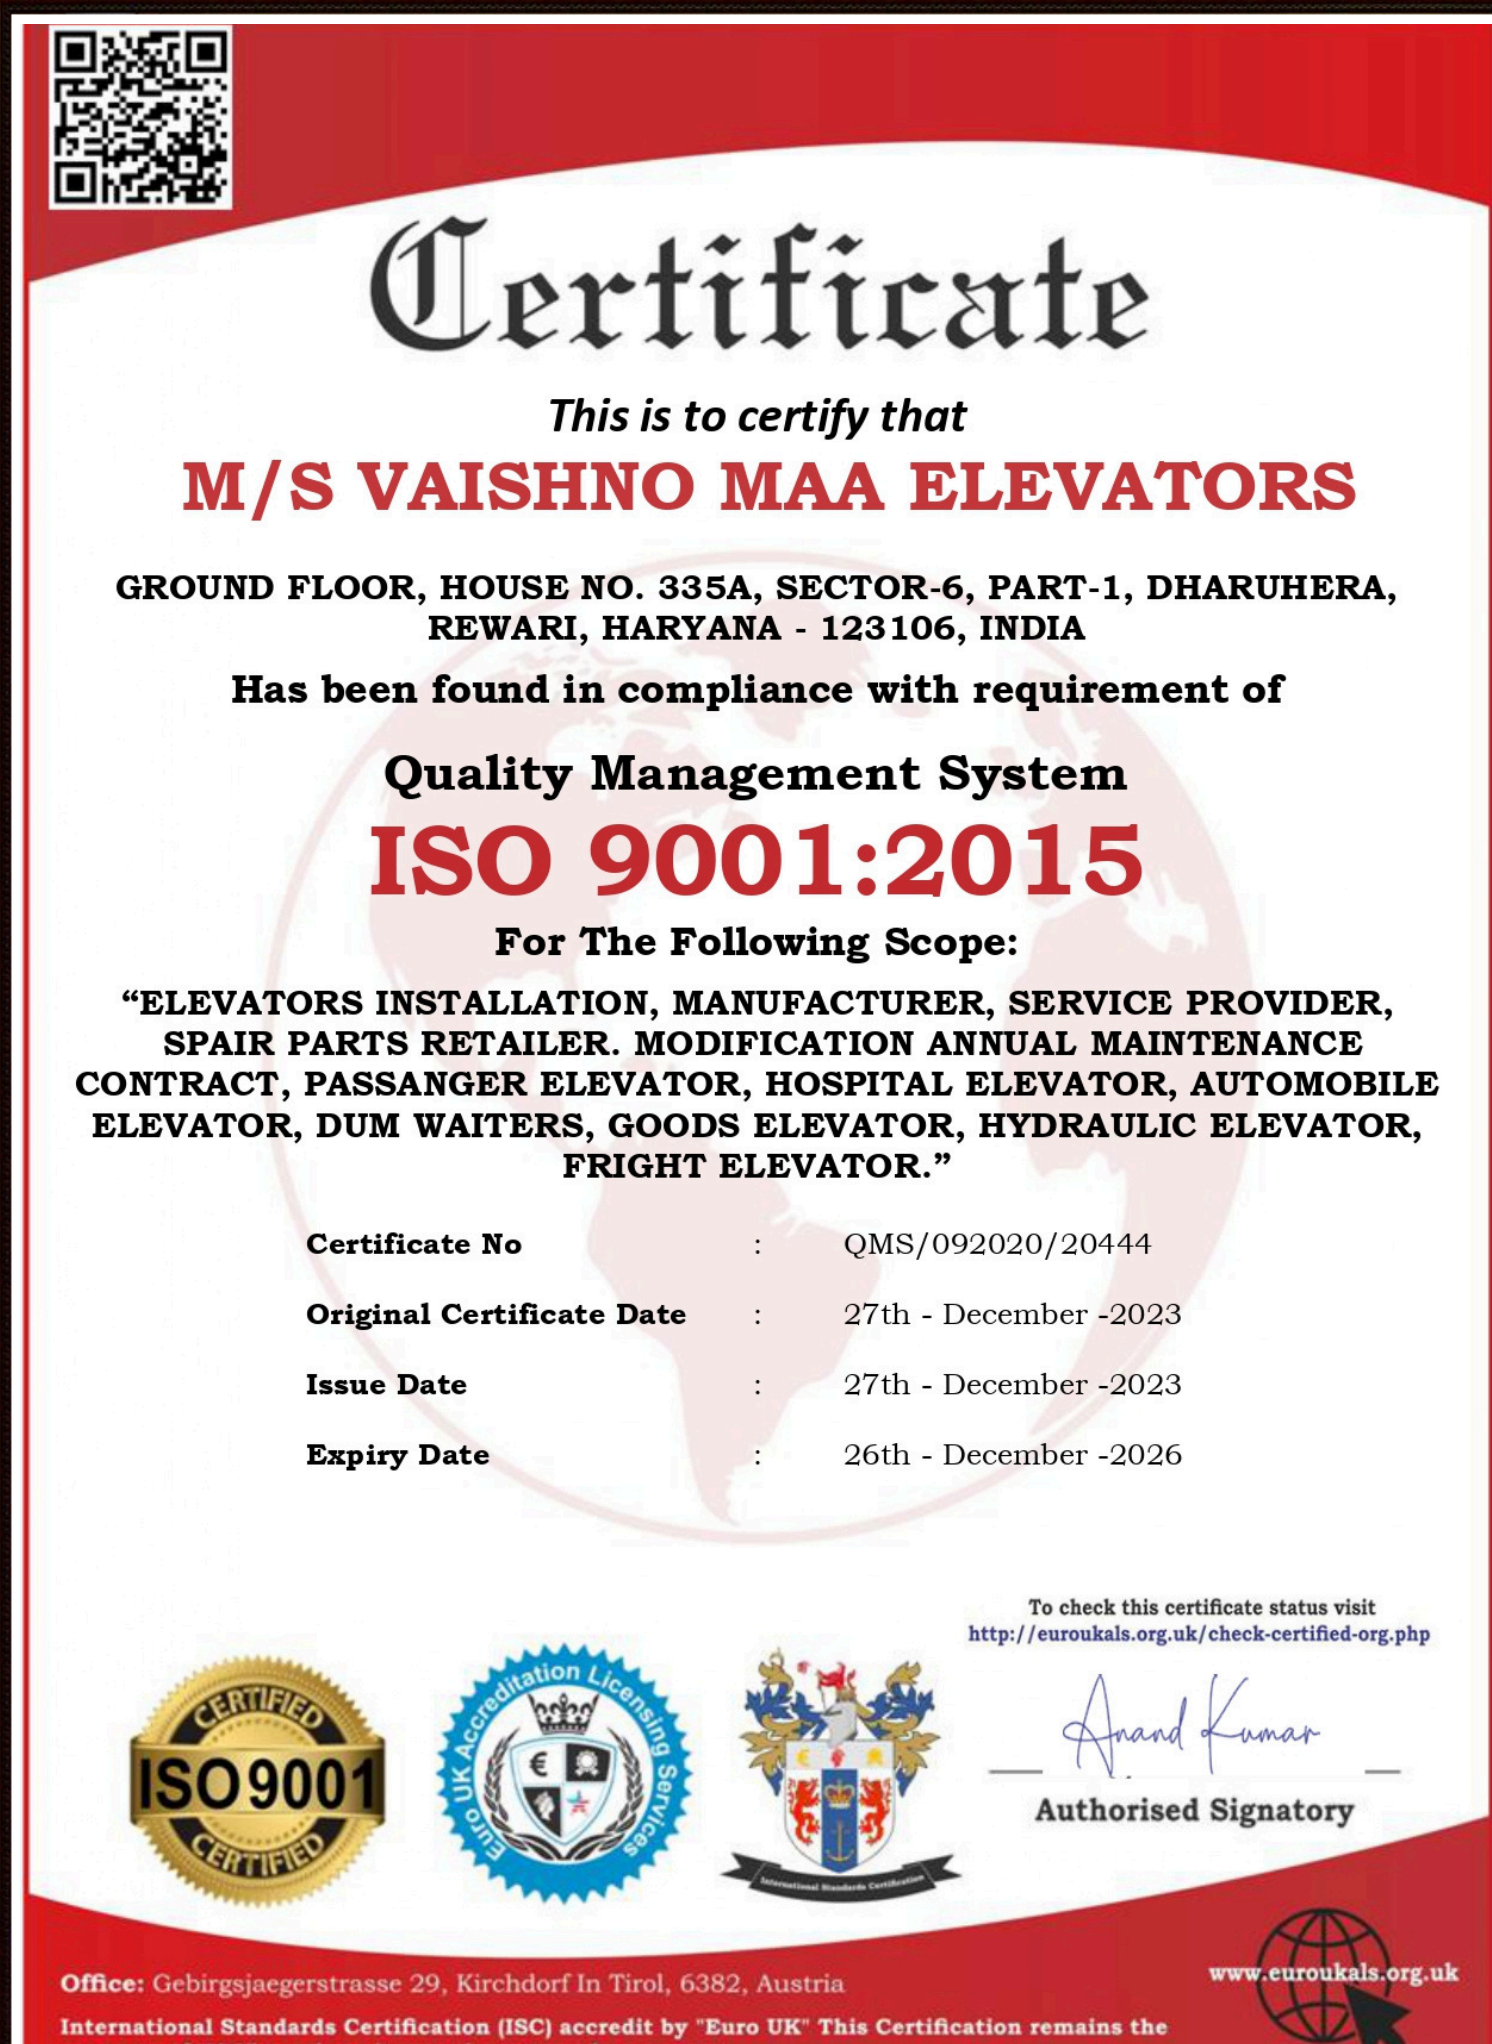 Certificate
This is to certify that
M/S VAISHNO MAA ELEVATORS
GROUND FLOOR, HOUSE NO. 335A, SECTOR-6, PART-1, DHARUHERA,
REWARI, HARYANA - 123106, INDIA
Has been found in compliance with requirement of
Quality Management System
ISO 9001:2015
For The Following Scope:
“ELEVATORS INSTALLATION, MANUFACTURER, SERVICE PROVIDER,
SPAIR PARTS RETAILER. MODIFICATION ANNUAL MAINTENANCE
CONTRACT, PASSANGER ELEVATOR, HOSPITAL ELEVATOR, AUTOMOBILE
ELEVATOR, DUM WAITERS, GOODS ELEVATOR, HYDRAULIC ELEVATOR,
FRIGHT ELEVATOR.”
Certificate No : QMS/092020/20444
Original Certificate Date : 27th - December -2023
Issue Date : 27th - December -2023
Expiry Date : 26th - December -2026
To check this certificate status visit
http://euroukals.org.uk/check-certified-org.php
CERTIFIED
ISO 9001
CERTIFIED
Euro UK Accreditation Licensing Services
International Standards Certification
Anand Kumar
Authorised Signatory
Office: Gebirgsjaegerstrasse 29, Kirchdorf In Tirol, 6382, Austria
www.euroukals.org.uk
International Standards Certification (ISC) accredit by "Euro UK" This Certification remains the